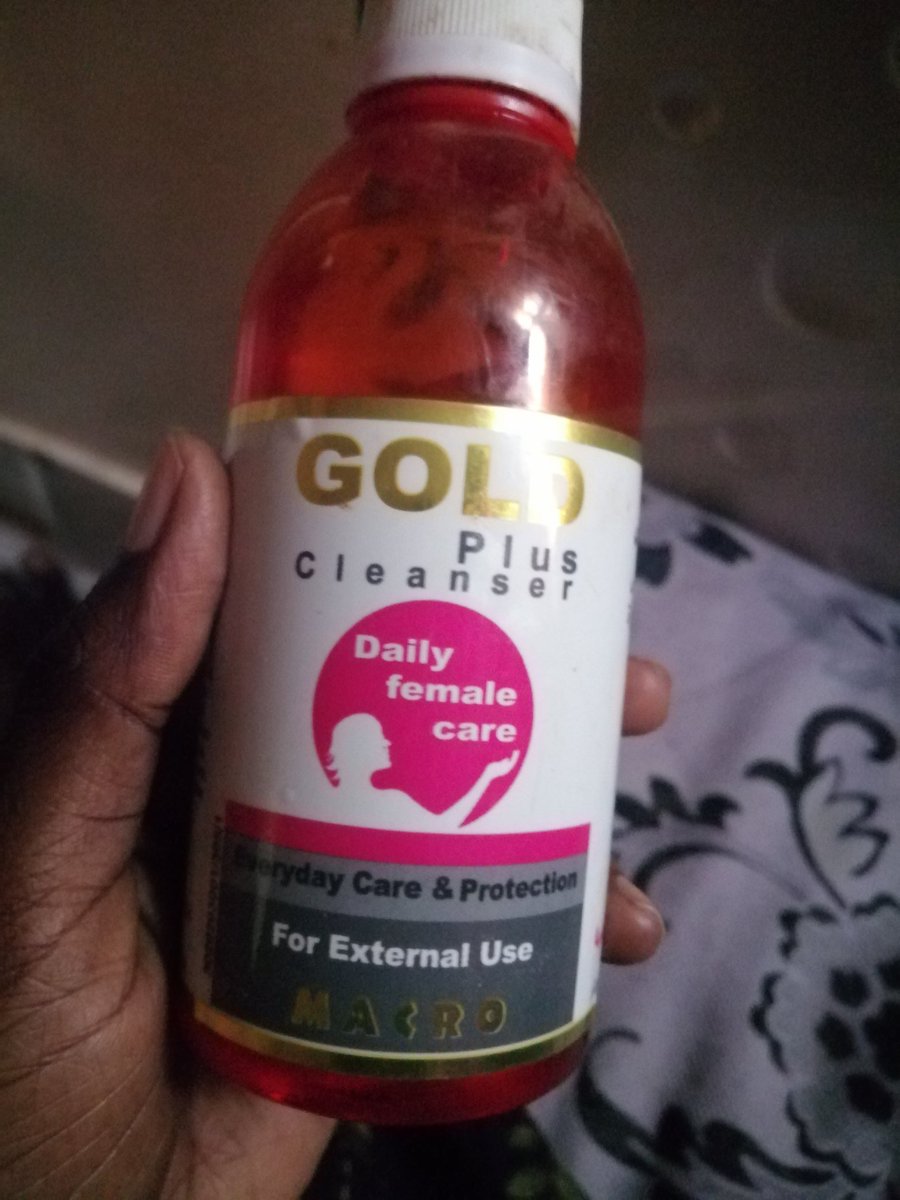 GOLD
Plus
Cleanser
Daily
female
care
Everyday Care & Protection
For External Use
MACRO